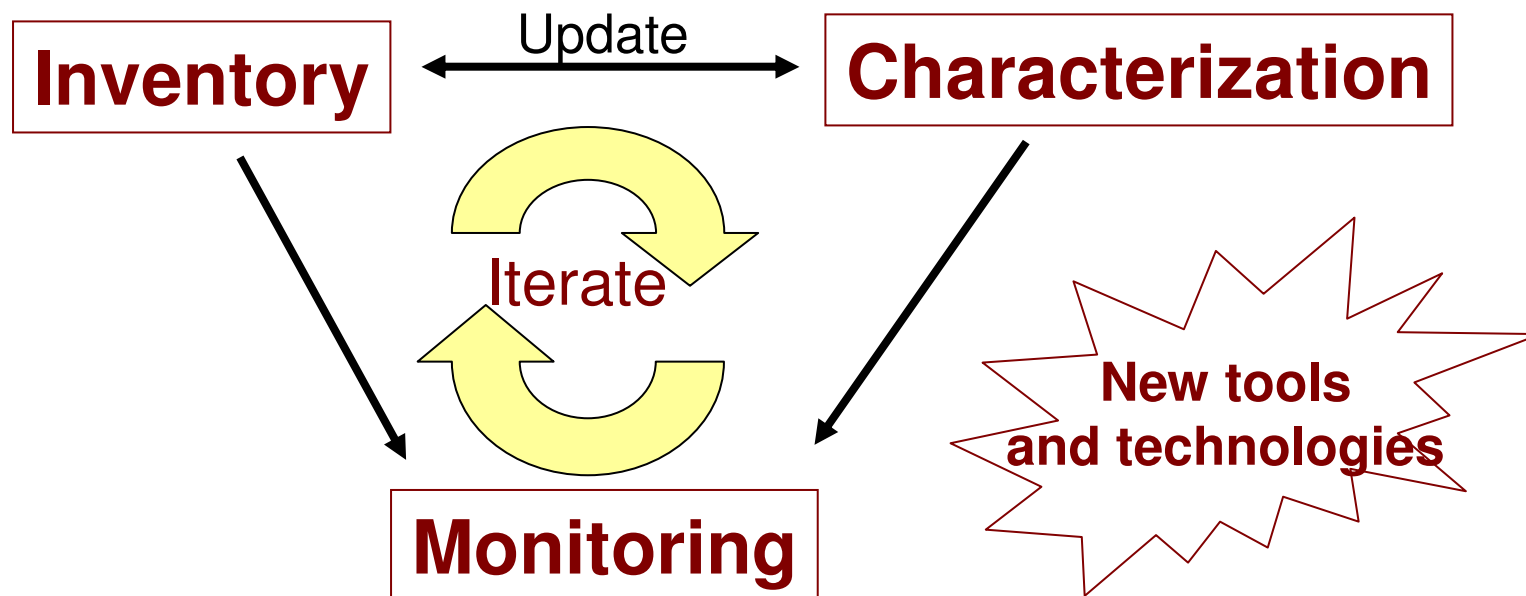 Update
Inventory
Characterization
Iterate
New tools
and technologies
Monitoring